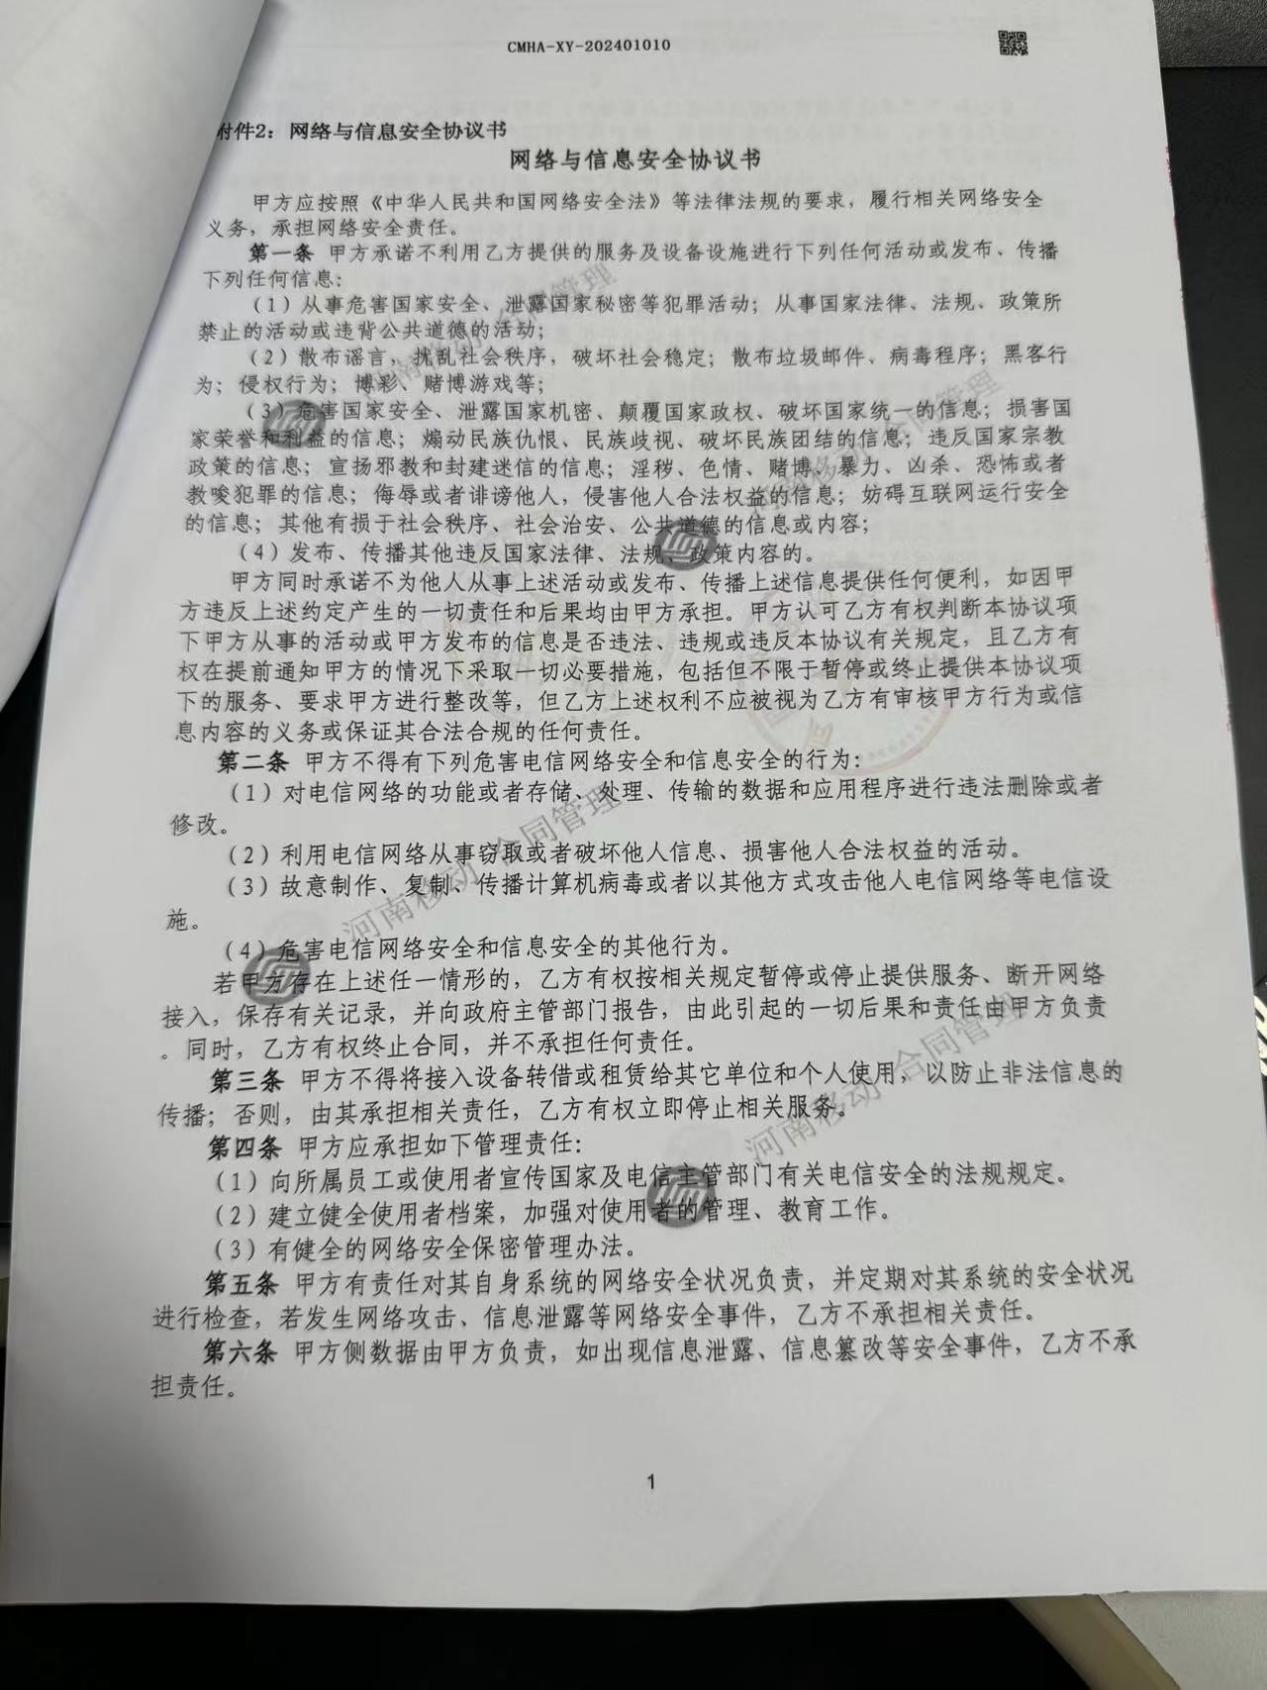 CMHA-XY-202401010
附件2：网络与信息安全协议书
网络与信息安全协议书
甲方应按照《中华人民共和国网络安全法》等法律法规的要求，履行相关网络安全
义务，承担网络安全责任。
第一条 甲方承诺不利用乙方提供的服务及设备设施进行下列任何活动或发布、传播
下列任何信息：
（1）从事危害国家安全、泄露国家秘密等犯罪活动；从事国家法律、法规、政策所
禁止的活动或违背公共道德的活动；
（2）散布谣言、扰乱社会秩序，破坏社会稳定；散布垃圾邮件、病毒程序；黑客行
为；侵权行为；博彩、赌博游戏等；
（3）危害国家安全、泄露国家机密、颠覆国家政权、破坏国家统一的信息；损害国
家荣誉和利益的信息；煽动民族仇恨、民族歧视、破坏民族团结的信息；违反国家宗教
政策的信息；宣扬邪教和封建迷信的信息；淫秽、色情、赌博、暴力、凶杀、恐怖或者
教唆犯罪的信息；侮辱或者诽谤他人，侵害他人合法权益的信息；妨碍互联网运行安全
的信息；其他有损于社会秩序、社会治安、公共道德的信息或内容；
（4）发布、传播其他违反国家法律、法规、政策内容的。
甲方同时承诺不为他人从事上述活动或发布、传播上述信息提供任何便利，如因甲
方违反上述约定产生的一切责任和后果均由甲方承担。甲方认可乙方有权判断本协议项
下甲方从事的活动或甲方发布的信息是否违法、违规或违反本协议有关规定，且乙方有
权在提前通知甲方的情况下采取一切必要措施，包括但不限于暂停或终止提供本协议项
下的服务、要求甲方进行整改等，但乙方上述权利不应被视为乙方有审核甲方行为或信
息内容的义务或保证其合法合规的任何责任。
第二条 甲方不得有下列危害电信网络安全和信息安全的行为：
（1）对电信网络的功能或者存储、处理、传输的数据和应用程序进行违法删除或者
修改。
（2）利用电信网络从事窃取或者破坏他人信息、损害他人合法权益的活动。
（3）故意制作、复制、传播计算机病毒或者以其他方式攻击他人电信网络等电信设
施。
（4）危害电信网络安全和信息安全的其他行为。
若甲方存在上述任一情形的，乙方有权按相关规定暂停或停止提供服务、断开网络
接入，保存有关记录，并向政府主管部门报告，由此引起的一切后果和责任由甲方负责
。同时，乙方有权终止合同，并不承担任何责任。
第三条 甲方不得将接入设备转借或租赁给其它单位和个人使用，以防止非法信息的
传播；否则，由其承担相关责任，乙方有权立即停止相关服务。
第四条 甲方应承担如下管理责任：
（1）向所属员工或使用者宣传国家及电信主管部门有关电信安全的法规规定。
（2）建立健全使用者档案，加强对使用者的管理、教育工作。
（3）有健全的网络安全保密管理办法。
第五条 甲方有责任对其自身系统的网络安全状况负责，并定期对其系统的安全状况
进行检查，若发生网络攻击、信息泄露等网络安全事件，乙方不承担相关责任。
第六条 甲方侧数据由甲方负责，如出现信息泄露、信息篡改等安全事件，乙方不承
担责任。
1
河南移动 合同管理
河南移动 合同管理
河南移动 合同管理
河南移动 合同管理